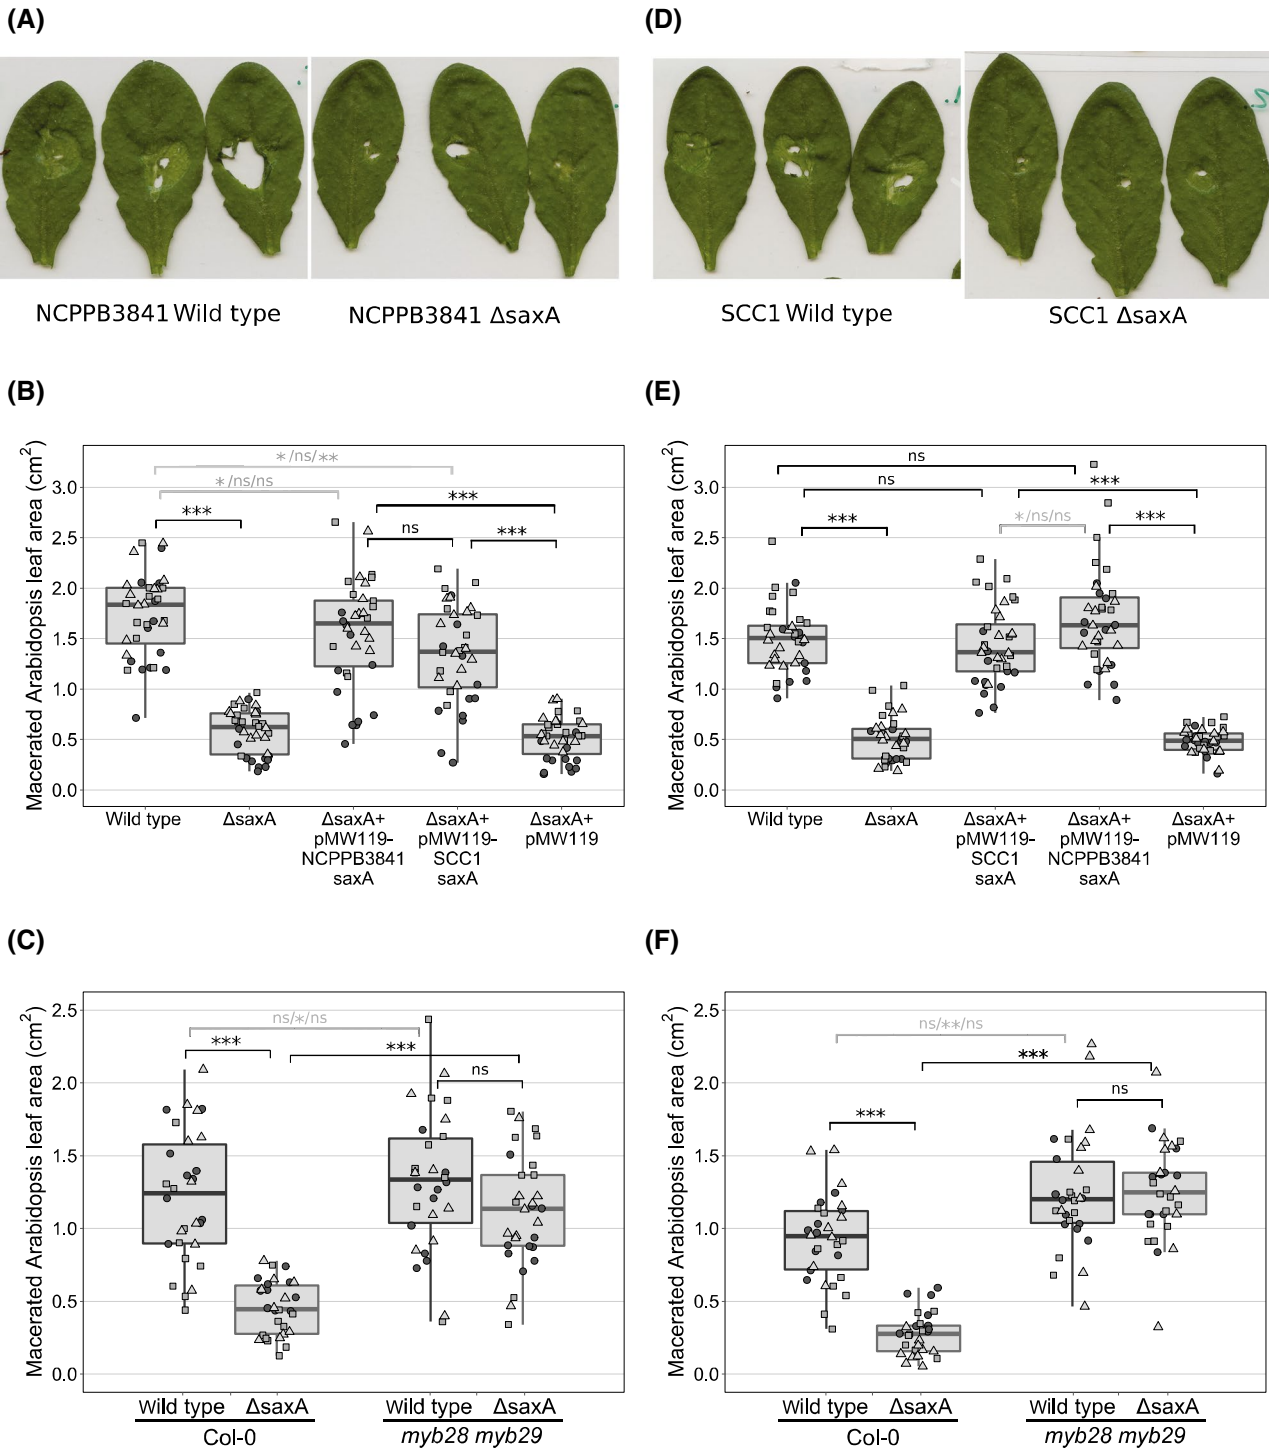 (A)
NCPPB3841 Wild type
NCPPB3841 ΔsaxA
(D)
SCC1 Wild type
SCC1 ΔsaxA
(B)
Macerated Arabidopsis leaf area (cm²)
3.0
2.5
2.0
1.5
1.0
0.5
0.0
*/ns/**
*/ns/ns
***
***
ns
***
Wild type
ΔsaxA
ΔsaxA+
pMW119-
NCPPB3841
saxA
ΔsaxA+
pMW119-
SCC1
saxA
ΔsaxA+
pMW119
(E)
Macerated Arabidopsis leaf area (cm²)
3.0
2.5
2.0
1.5
1.0
0.5
0.0
ns
ns
***
***
*/ns/ns
***
Wild type
ΔsaxA
ΔsaxA+
pMW119-
SCC1
saxA
ΔsaxA+
pMW119-
NCPPB3841
saxA
ΔsaxA+
pMW119
(C)
Macerated Arabidopsis leaf area (cm²)
2.5
2.0
1.5
1.0
0.5
0.0
ns/*/ns
***
***
ns
Wild type
ΔsaxA
Wild type
ΔsaxA
Col-0
myb28 myb29
(F)
Macerated Arabidopsis leaf area (cm²)
2.5
2.0
1.5
1.0
0.5
0.0
ns/**/ns
***
ns
***
Wild type
ΔsaxA
Wild type
ΔsaxA
Col-0
myb28 myb29